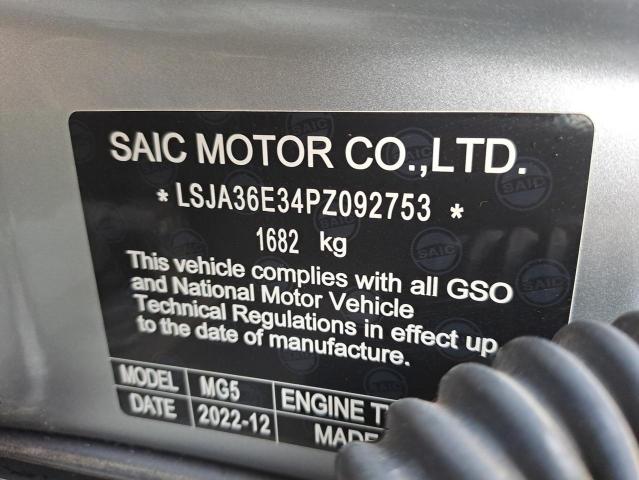 SAIC MOTOR CO.,LTD.
* LSJA36E34PZ092753 *
1682 kg
This vehicle complies with all GSO
and National Motor Vehicle
Technical Regulations in effect up
to the date of manufacture.
MODEL MG5 ENGINE
DATE 2022-12 MADE